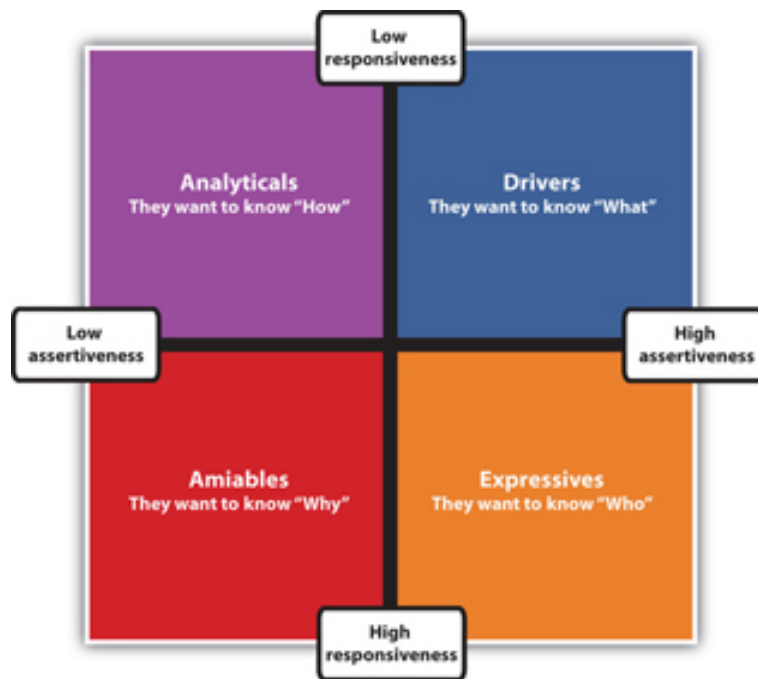 Low
responsiveness
Analyticals
They want to know “How”
Drivers
They want to know “What”
Low
assertiveness
High
assertiveness
Amiables
They want to know “Why”
Expressives
They want to know “Who”
High
responsiveness